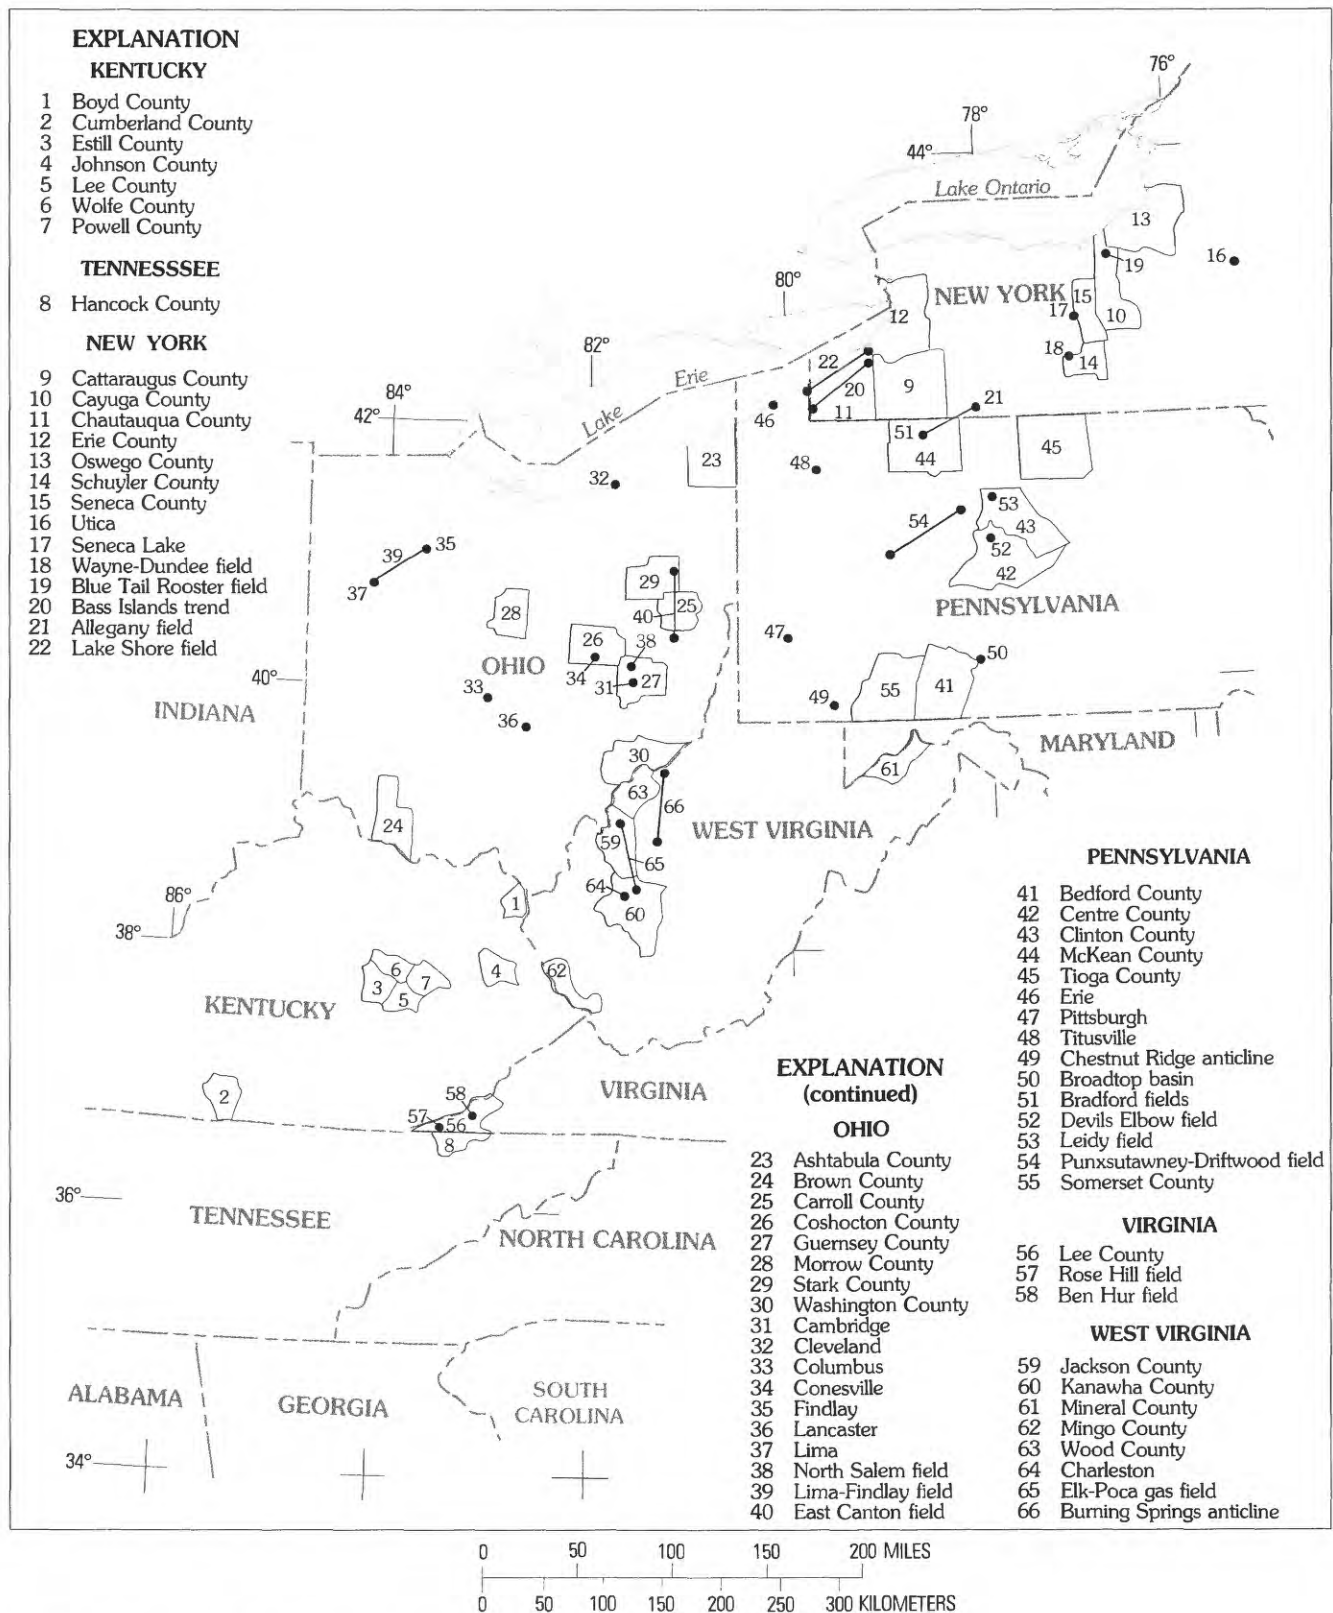 EXPLANATION
KENTUCKY
1 Boyd County
2 Cumberland County
3 Estill County
4 Johnson County
5 Lee County
6 Wolfe County
7 Powell County
TENNESSSEE
8 Hancock County
NEW YORK
9 Cattaraugus County
10 Cayuga County
11 Chautauqua County
12 Erie County
13 Oswego County
14 Schuyler County
15 Seneca County
16 Utica
17 Seneca Lake
18 Wayne-Dundee field
19 Blue Tail Rooster field
20 Bass Islands trend
21 Allegany field
22 Lake Shore field
76°
78°
44°
Lake Ontario
13
19
16
80°
NEW YORK
15
17
10
12
18
14
82°
22
20
9
21
84°
42°
Lake Erie
46
11
51
44
45
23
48
32
53
54
43
39
35
52
42
37
29
28
25
40
PENNSYLVANIA
26
38
47
OHIO
50
34
31
27
55
41
40°
33
49
INDIANA
36
MARYLAND
30
61
63
66
24
59
WEST VIRGINIA
65
86°
64
1
60
38°
6
7
4
62
3
5
KENTUCKY
2
58
VIRGINIA
57
56
8
36°
TENNESSEE
NORTH CAROLINA
ALABAMA
GEORGIA
SOUTH
CAROLINA
34°
EXPLANATION
(continued)
OHIO
23 Ashtabula County
24 Brown County
25 Carroll County
26 Coshocton County
27 Guernsey County
28 Morrow County
29 Stark County
30 Washington County
31 Cambridge
32 Cleveland
33 Columbus
34 Conesville
35 Findlay
36 Lancaster
37 Lima
38 North Salem field
39 Lima-Findlay field
40 East Canton field
PENNSYLVANIA
41 Bedford County
42 Centre County
43 Clinton County
44 McKean County
45 Tioga County
46 Erie
47 Pittsburgh
48 Titusville
49 Chestnut Ridge anticline
50 Broadtop basin
51 Bradford fields
52 Devils Elbow field
53 Leidy field
54 Punxsutawney-Driftwood field
55 Somerset County
VIRGINIA
56 Lee County
57 Rose Hill field
58 Ben Hur field
WEST VIRGINIA
59 Jackson County
60 Kanawha County
61 Mineral County
62 Mingo County
63 Wood County
64 Charleston
65 Elk-Poca gas field
66 Burning Springs anticline
0 50 100 150 200 MILES
0 50 100 150 200 250 300 KILOMETERS